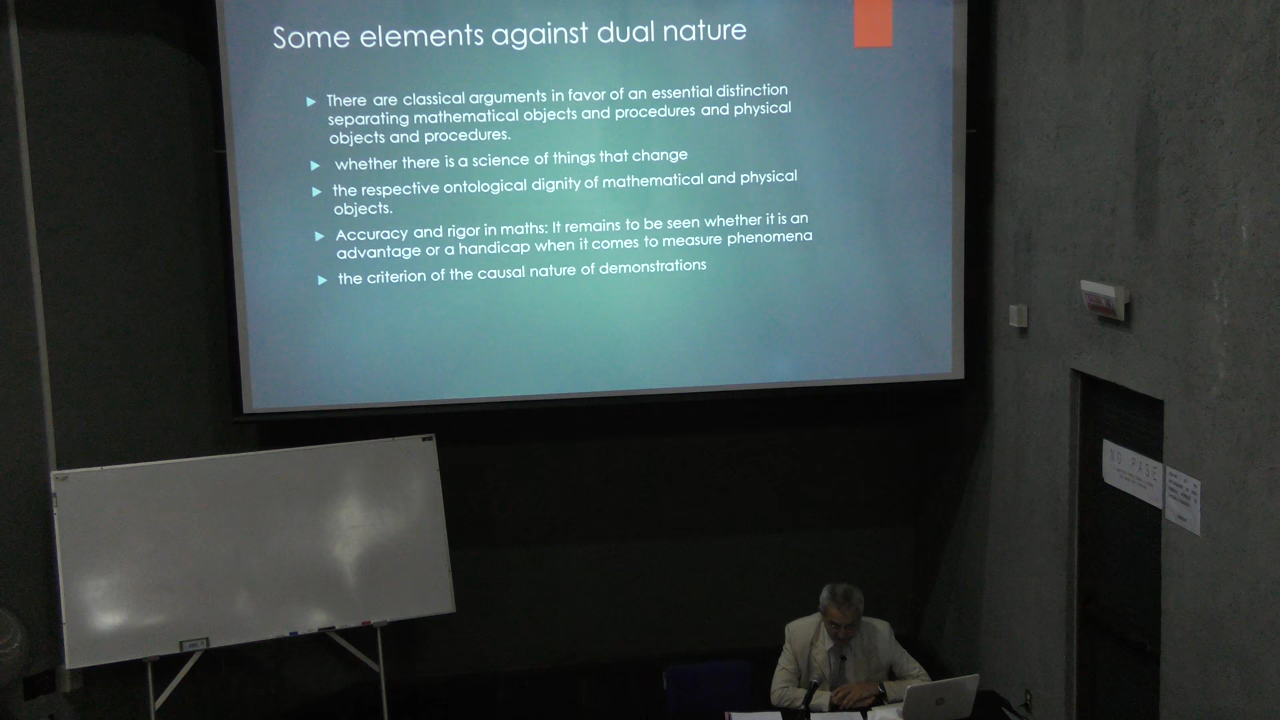 Some elements against dual nature
There are classical arguments in favor of an essential distinction
separating mathematical objects and procedures and physical
objects and procedures.
whether there is a science of things that change
the respective ontological dignity of mathematical and physical
objects.
Accuracy and rigor in maths: It remains to be seen whether it is an
advantage or a handicap when it comes to measure phenomena
the criterion of the causal nature of demonstrations
NO PASE
hp